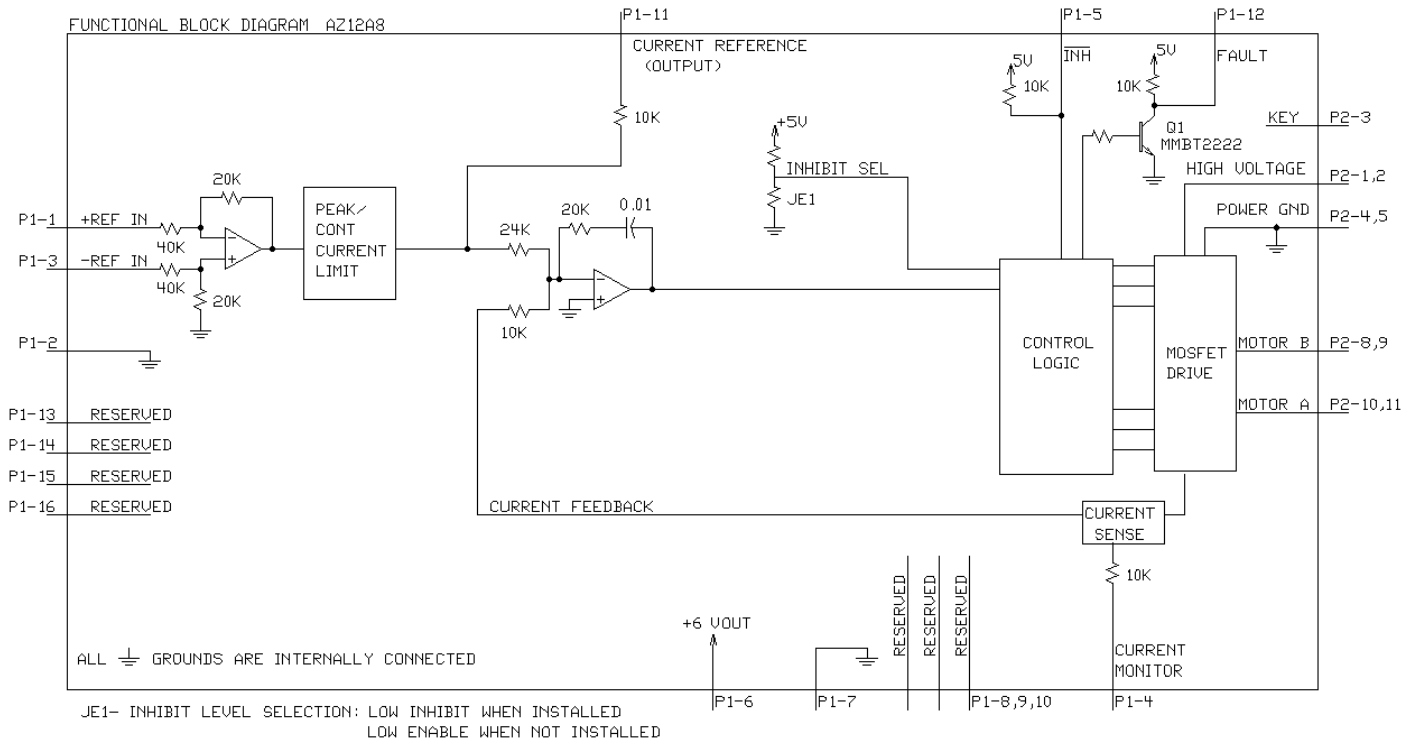 FUNCTIONAL BLOCK DIAGRAM AZ12A8
P1-11
P1-5
P1-12
CURRENT REFERENCE
(OUTPUT)
INH
FAULT
5V
10K
5V
10K
10K
KEY
P2-3
+5V
Q1
MMBT2222
INHIBIT SEL
HIGH VOLTAGE
P2-1,2
JE1
20K
P1-1
+REF IN
40K
PEAK/
CONT
CURRENT
LIMIT
24K
20K
0.01
POWER GND
P2-4,5
P1-3
-REF IN
40K
20K
10K
P1-2
CONTROL
LOGIC
MOSFET
DRIVE
MOTOR B
P2-8,9
MOTOR A
P2-10,11
P1-13
RESERVED
P1-14
RESERVED
P1-15
RESERVED
P1-16
RESERVED
CURRENT FEEDBACK
CURRENT
SENSE
10K
RESERVED
RESERVED
RESERVED
+6 VOUT
CURRENT
MONITOR
ALL GROUNDS ARE INTERNALLY CONNECTED
P1-6
P1-7
P1-8,9,10
P1-4
JE1- INHIBIT LEVEL SELECTION: LOW INHIBIT WHEN INSTALLED
LOW ENABLE WHEN NOT INSTALLED